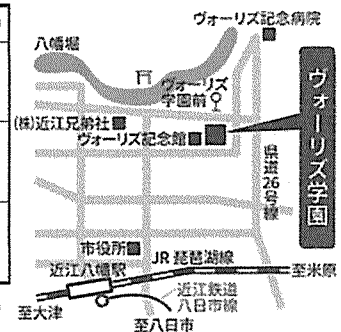 ヴォーリズ記念病院
八幡堀
ヴォーリズ
学園前
(株)近江兄弟社
ヴォーリズ記念館
ヴォーリズ学園
県道26号線
市役所
近江八幡駅
JR 琵琶湖線
至米原
近江鉄道
八日市線
至大津
至八日市